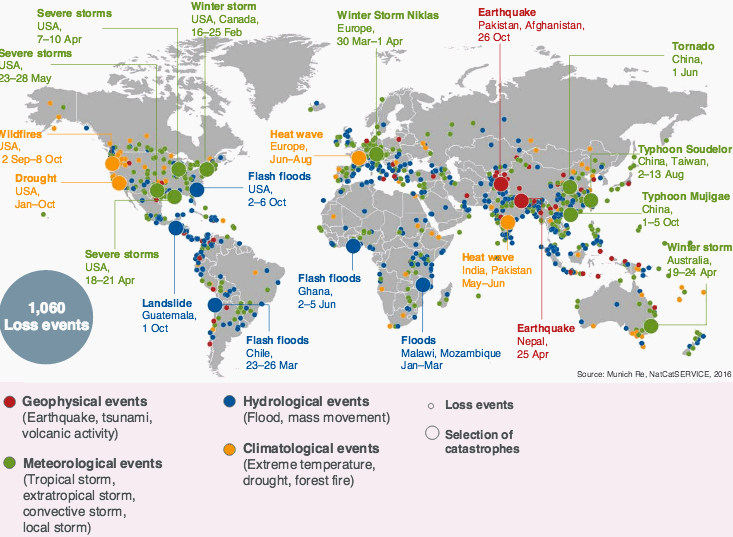 Severe storms
USA,
7–10 Apr
Winter storm
USA, Canada,
16–25 Feb
Winter Storm Niklas
Europe,
30 Mar–1 Apr
Earthquake
Pakistan, Afghanistan,
26 Oct
Tornado
China,
1 Jun
Severe storms
USA,
23–28 May
Wildfires
USA,
2 Sep–8 Oct
Drought
USA,
Jan–Oct
Heat wave
Europe,
Jun–Aug
Flash floods
USA,
2–6 Oct
Typhoon Soudelor
China, Taiwan,
2–13 Aug
Typhoon Mujigae
China,
1–5 Oct
Severe storms
USA,
18–21 Apr
Flash floods
Ghana,
2–5 Jun
Heat wave
India, Pakistan
May–Jun
Winter storm
Australia,
19–24 Apr
1,060
Loss events
Landslide
Guatemala,
1 Oct
Flash floods
Chile,
23–26 Mar
Floods
Malawi, Mozambique
Jan–Mar
Earthquake
Nepal,
25 Apr
Source: Munich Re, NatCatSERVICE, 2016
Geophysical events
(Earthquake, tsunami,
volcanic activity)
Meteorological events
(Tropical storm,
extratropical storm,
convective storm,
local storm)
Hydrological events
(Flood, mass movement)
Climatological events
(Extreme temperature,
drought, forest fire)
Loss events
Selection of
catastrophes